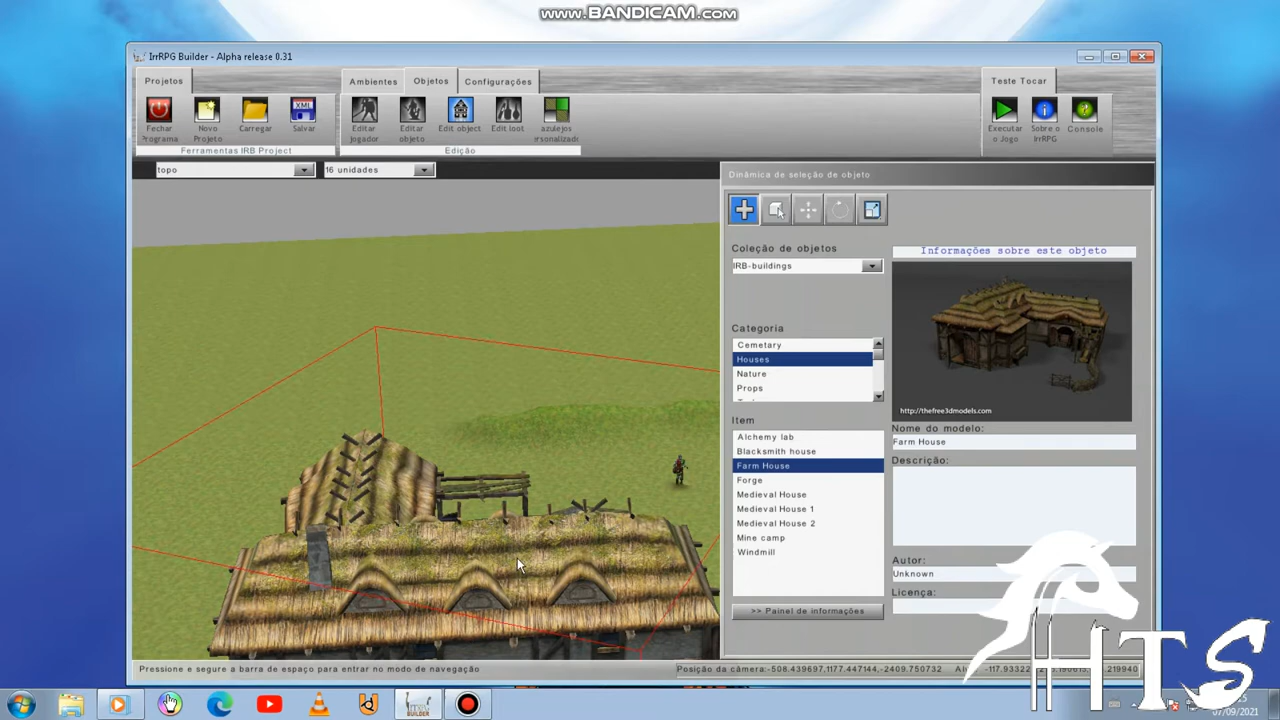 www.BANDICAM.com
IrrRPG Builder - Alpha release 0.31
Projetos
Ambientes
Objetos
Configurações
Teste Tocar
Fechar Programa
Novo Projeto
Carregar
Salvar
Editar jogador
Editar objeto
Edit object
Edit loot
azulejos
Executar o Jogo
Sobre o IrrRPG
Console
Ferramentas IRB Project
Edição
topo
16 unidades
Dinâmica de seleção de objeto
Coleção de objetos
IRB-buildings
Informações sobre este objeto
Categoria
Cemetary
Houses
Nature
Props
http://thefree3dmodels.com
Item
Alchemy lab
Blacksmith house
Farm House
Forge
Medieval House
Medieval House 1
Medieval House 2
Mine camp
Windmill
>> Painel de informações
Nome do modelo:
Farm House
Descrição:
Autor:
Unknown
Licença:
HTS
Pressione e segure a barra de espaço para entrar no modo de navegação
Posição da câmera:-508.439697,1177.447144,-2409.750732
07/09/2021